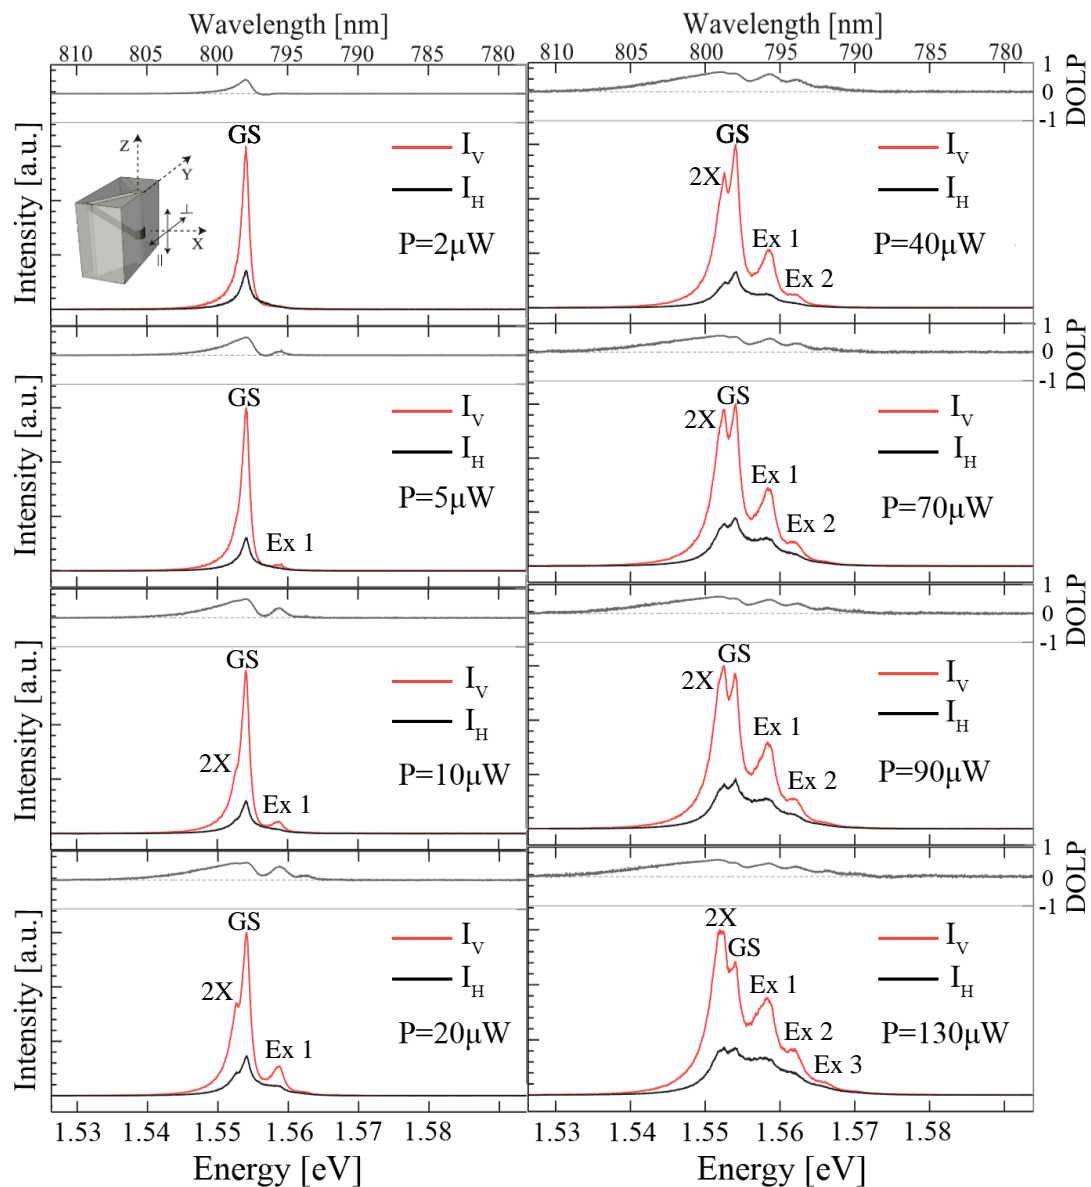 Wavelength [nm]
810 805 800 795 790 785 780
Wavelength [nm]
810 805 800 795 790 785 780
Intensity [a.u.]
GS
Z
Y
X
⊥
||
I_V
I_H
P=2μW
GS
2X
Ex 1
Ex 2
I_V
I_H
P=40μW
1
0
-1
DOLP
Intensity [a.u.]
GS
Ex 1
I_V
I_H
P=5μW
GS
2X
Ex 1
Ex 2
I_V
I_H
P=70μW
1
0
-1
DOLP
Intensity [a.u.]
GS
2X
Ex 1
I_V
I_H
P=10μW
GS
2X
Ex 1
Ex 2
I_V
I_H
P=90μW
1
0
-1
DOLP
Intensity [a.u.]
GS
2X
Ex 1
I_V
I_H
P=20μW
2X
GS
Ex 1
Ex 2
Ex 3
I_V
I_H
P=130μW
1
0
-1
DOLP
1.53 1.54 1.55 1.56 1.57 1.58
Energy [eV]
1.53 1.54 1.55 1.56 1.57 1.58
Energy [eV]